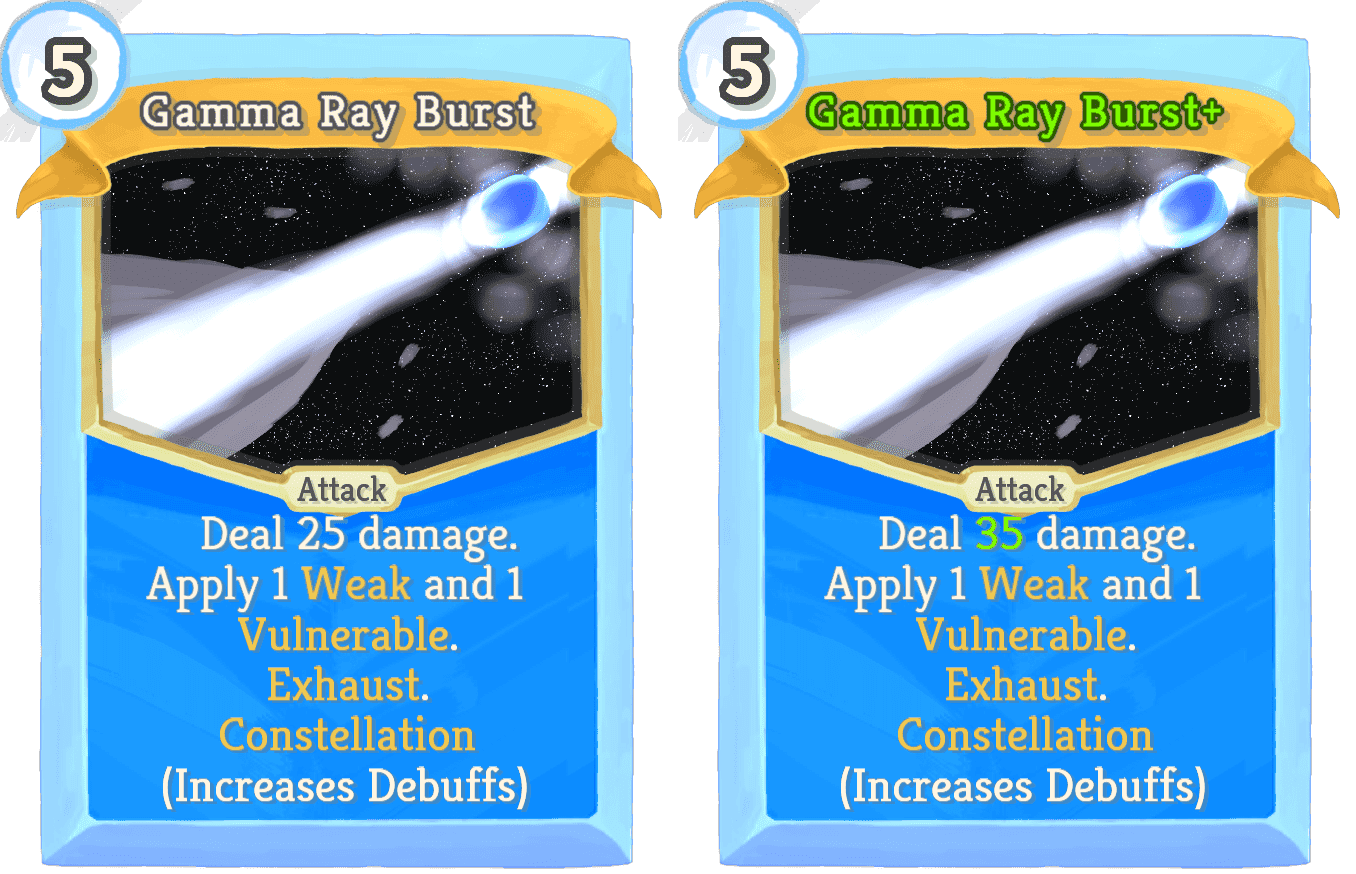 5
Gamma Ray Burst
Attack
Deal 25 damage.
Apply 1 Weak and 1
Vulnerable.
Exhaust.
Constellation
(Increases Debuffs)
5
Gamma Ray Burst+
Attack
Deal 35 damage.
Apply 1 Weak and 1
Vulnerable.
Exhaust.
Constellation
(Increases Debuffs)